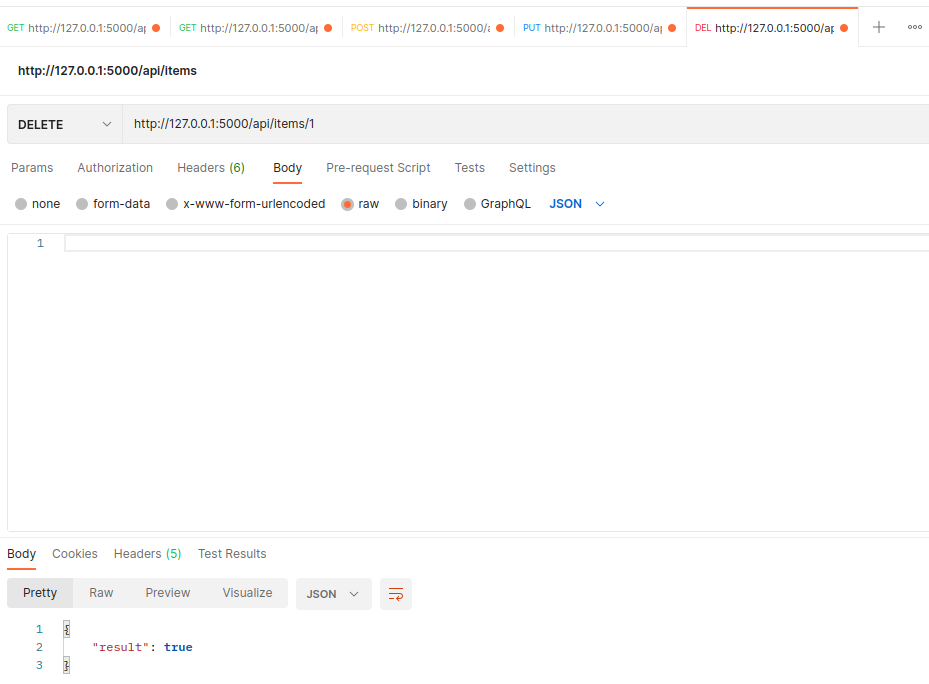 GET http://127.0.0.1:5000/ap GET http://127.0.0.1:5000/ap POST http://127.0.0.1:5000/a PUT http://127.0.0.1:5000/ap DEL http://127.0.0.1:5000/ap
http://127.0.0.1:5000/api/items
DELETE http://127.0.0.1:5000/api/items/1
Params Authorization Headers (6) Body Pre-request Script Tests Settings
none form-data x-www-form-urlencoded raw binary GraphQL JSON
1
Body Cookies Headers (5) Test Results
Pretty Raw Preview Visualize JSON
1 {
2 "result": true
3 }